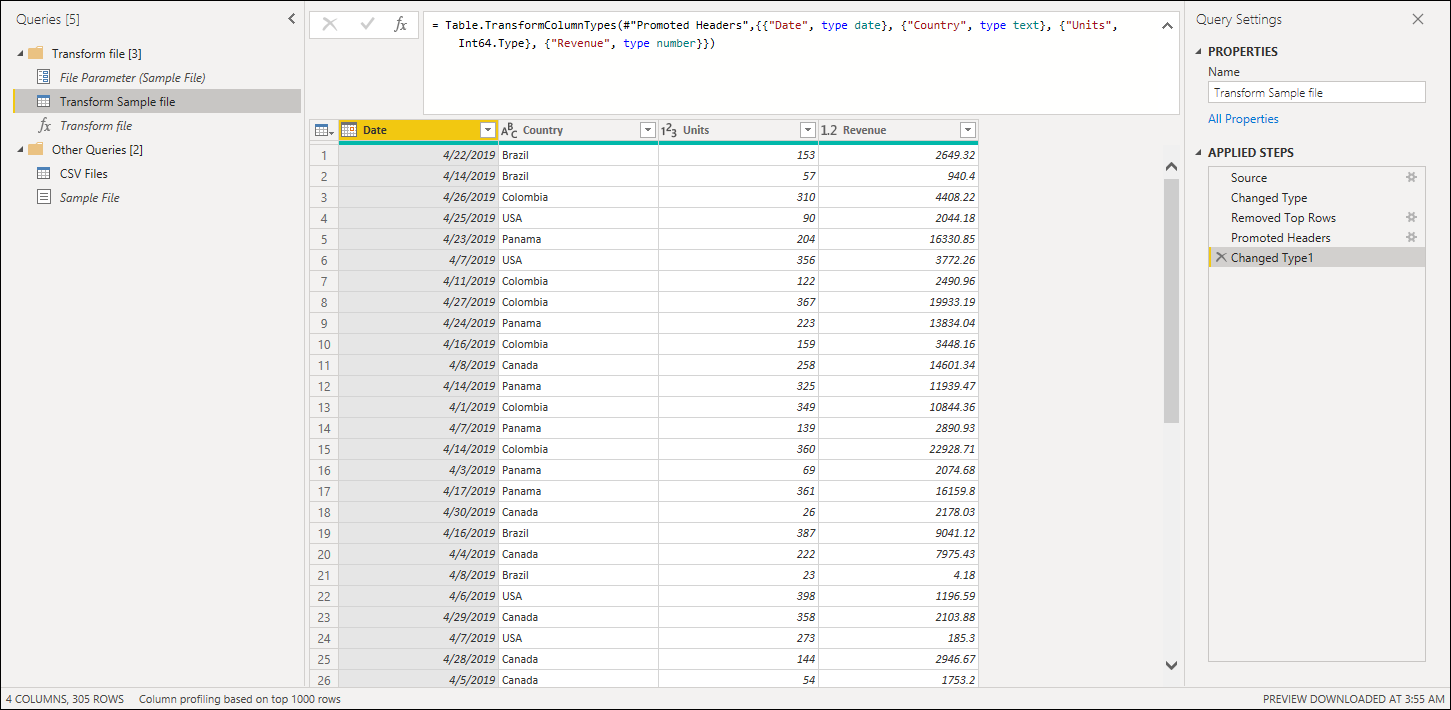 Queries [5]
Transform file [3]
File Parameter (Sample File)
Transform Sample file
fx Transform file
Other Queries [2]
CSV Files
Sample File
fx
= Table.TransformColumnTypes(#"Promoted Headers",{{"Date", type date}, {"Country", type text}, {"Units",
Int64.Type}, {"Revenue", type number}})
Date ABC Country 123 Units 1.2 Revenue
1 4/22/2019 Brazil 153 2649.32
2 4/14/2019 Brazil 57 940.4
3 4/26/2019 Colombia 310 4408.22
4 4/25/2019 USA 90 2044.18
5 4/23/2019 Panama 204 16330.85
6 4/7/2019 USA 356 3772.26
7 4/11/2019 Colombia 122 2490.96
8 4/27/2019 Colombia 367 19933.19
9 4/24/2019 Panama 223 13834.04
10 4/16/2019 Colombia 159 3448.16
11 4/8/2019 Canada 258 14601.34
12 4/14/2019 Panama 325 11939.47
13 4/1/2019 Colombia 349 10844.36
14 4/7/2019 Panama 139 2890.93
15 4/14/2019 Colombia 360 22928.71
16 4/3/2019 Panama 69 2074.68
17 4/17/2019 Panama 361 16159.8
18 4/30/2019 Canada 26 2178.03
19 4/16/2019 Brazil 387 9041.12
20 4/4/2019 Canada 222 7975.43
21 4/8/2019 Brazil 23 4.18
22 4/6/2019 USA 398 1196.59
23 4/29/2019 Canada 358 2103.88
24 4/7/2019 USA 273 185.3
25 4/28/2019 Canada 144 2946.67
26 4/5/2019 Canada 54 1753.2
Query Settings
PROPERTIES
Name
Transform Sample file
All Properties
APPLIED STEPS
Source
Changed Type
Removed Top Rows
Promoted Headers
Changed Type1
4 COLUMNS, 305 ROWS Column profiling based on top 1000 rows
PREVIEW DOWNLOADED AT 3:55 AM